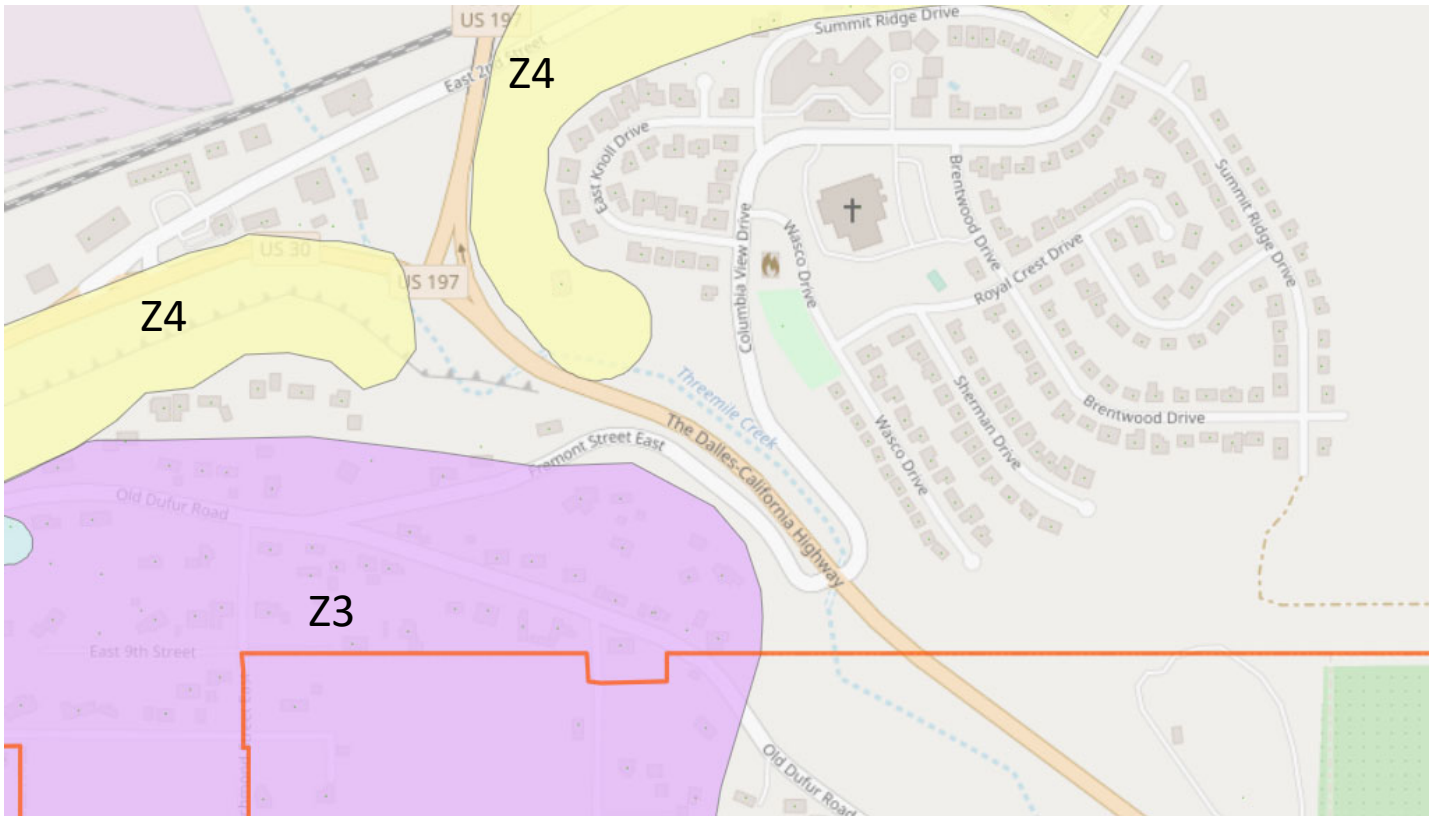 US 197
Summit Ridge Drive
East 2nd Street
Z4
East Knoll Drive
Brentwood Drive
Summit Ridge Drive
Columbia View Drive
Wasco Drive
Royal Crest Drive
US 30
US 197
Z4
Threemile Creek
Sherman Drive
Brentwood Drive
The Dalles-California Highway
Fremont Street East
Wasco Drive
Old Dufur Road
Z3
East 9th Street
Old Dufur Road